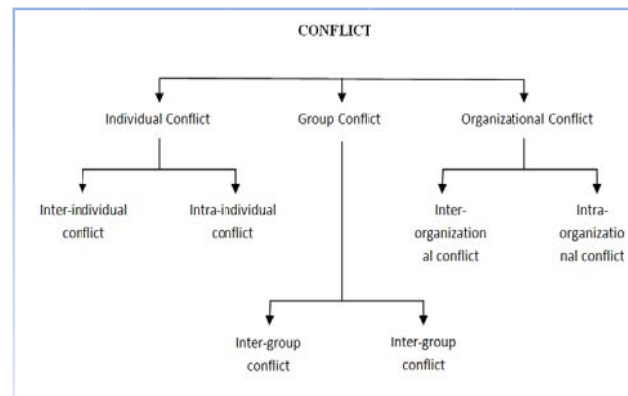 CONFLICT
Individual Conflict
Group Conflict
Organizational Conflict
Inter-individual
conflict
Intra-individual
conflict
Inter-
organization
al conflict
Intra-
organizatio
nal conflict
Inter-group
conflict
Inter-group
conflict